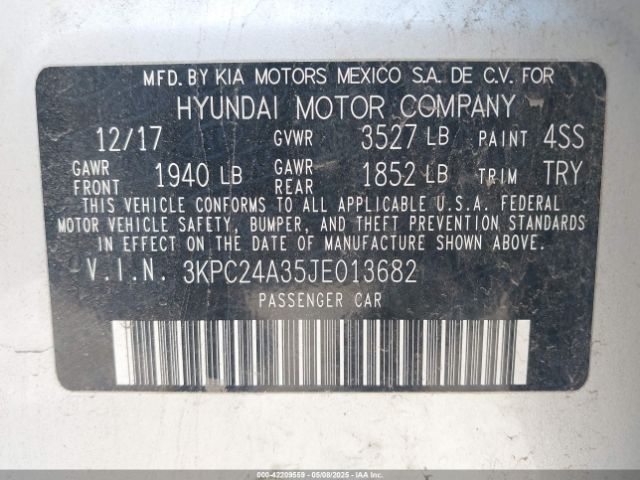 MFD. BY KIA MOTORS MEXICO S.A. DE C.V. FOR
HYUNDAI MOTOR COMPANY
12/17 GVWR 3527 LB PAINT 4SS
GAWR FRONT 1940 LB GAWR REAR 1852 LB TRIM TRY
THIS VEHICLE CONFORMS TO ALL APPLICABLE U.S.A. FEDERAL
MOTOR VEHICLE SAFETY, BUMPER, AND THEFT PREVENTION STANDARDS
IN EFFECT ON THE DATE OF MANUFACTURE SHOWN ABOVE.
V.I.N. 3KPC24A35JE013682
PASSENGER CAR
000-42209559 - 05/08/2025 - IAAI.COM